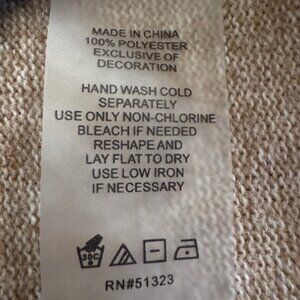 MADE IN CHINA
100% POLYESTER
EXCLUSIVE OF
DECORATION
HAND WASH COLD
SEPARATELY
USE ONLY NON-CHLORINE
BLEACH IF NEEDED
RESHAPE AND
LAY FLAT TO DRY
USE LOW IRON
IF NECESSARY
30C
RN#51323